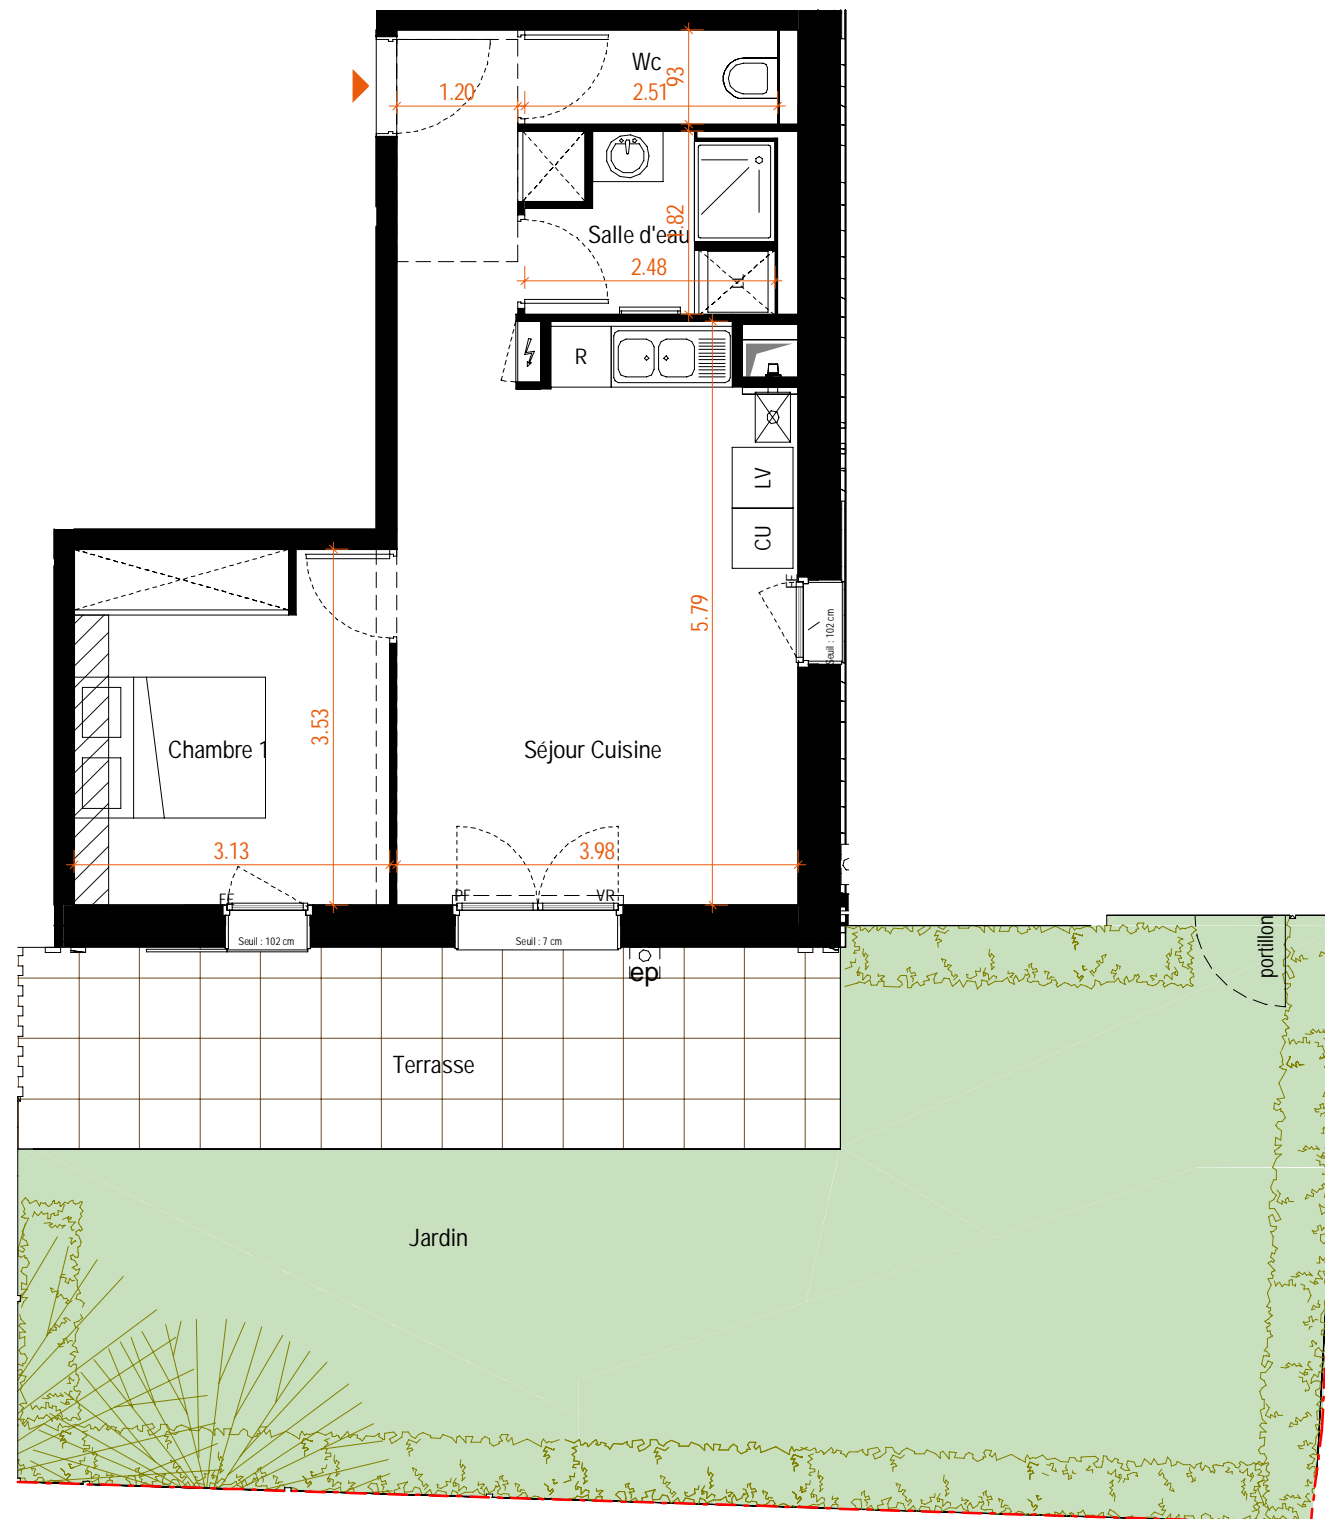 Wc
93
1.20
2.51
1.82
Salle d'eau
2.48
R
LV
CU
5.79
Seuil : 102 cm
3.53
Chambre 1
Séjour Cuisine
3.13
3.98
PF
VR
Seuil : 102 cm
Seuil : 7 cm
ep
portillon
Terrasse
Jardin